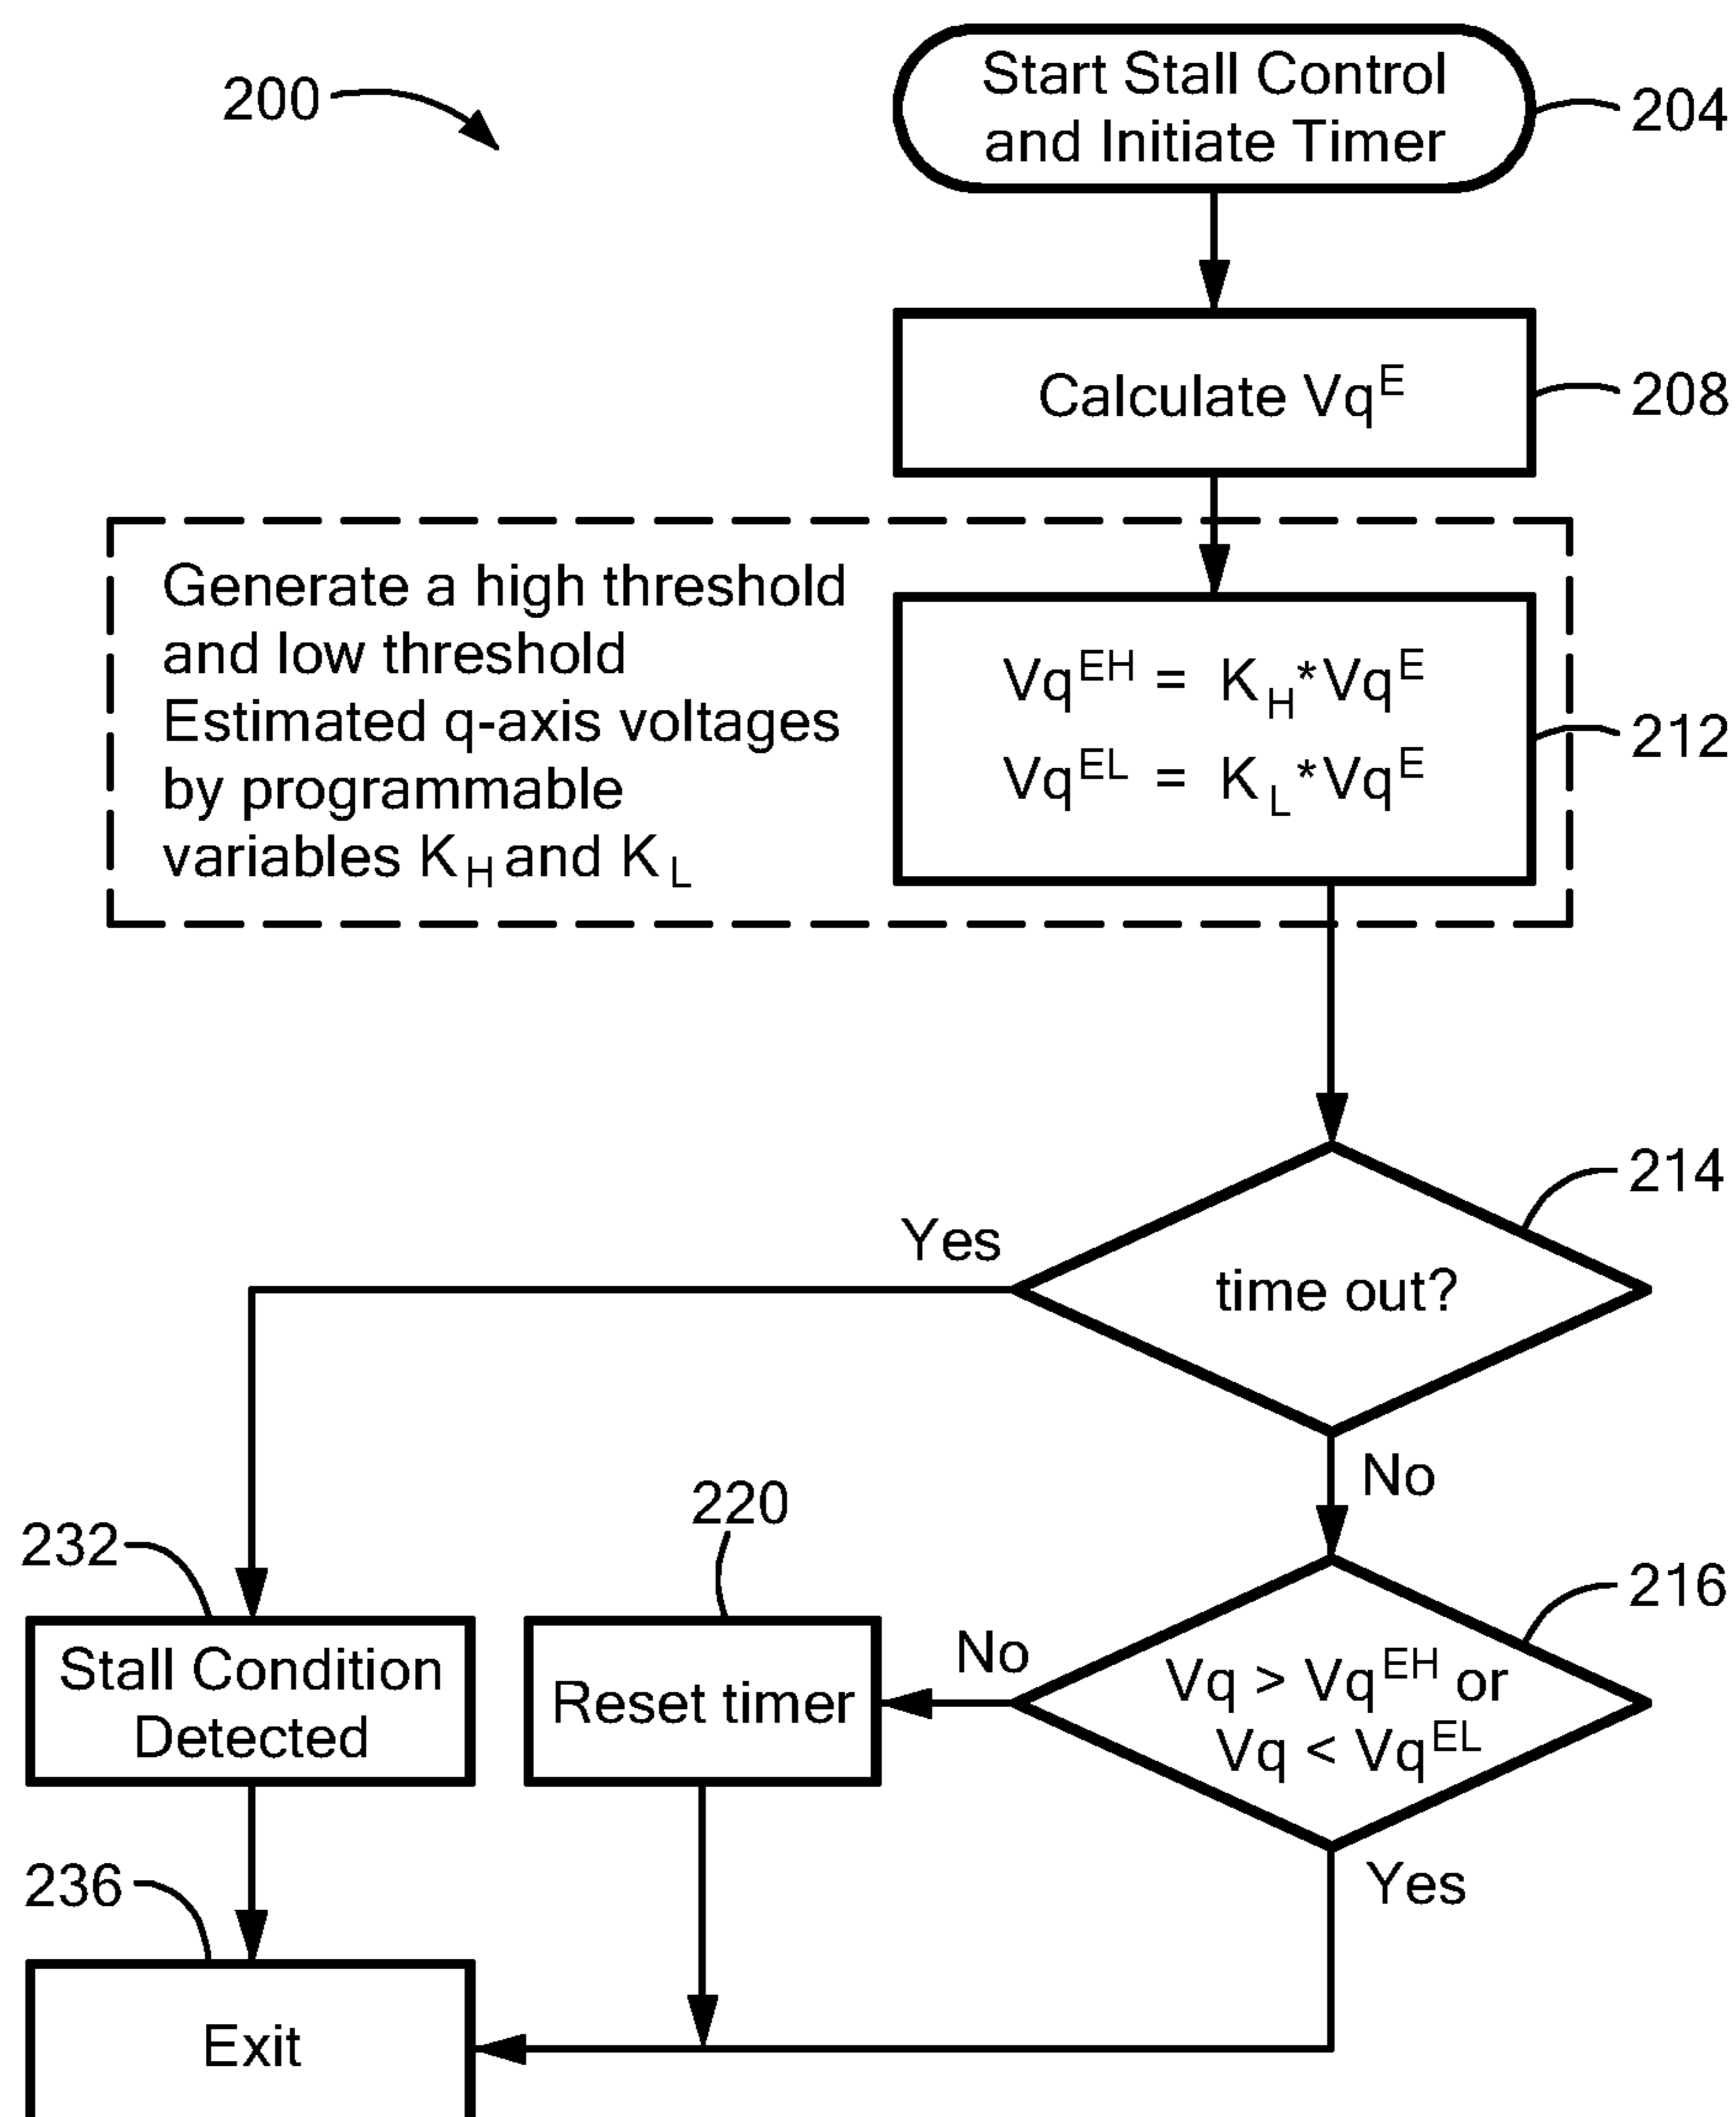 200
Start Stall Control
and Initiate Timer
204
Calculate Vq^E
208
Generate a high threshold
and low threshold
Estimated q-axis voltages
by programmable
variables K_H and K_L
Vq^EH = K_H*Vq^E
Vq^EL = K_L*Vq^E
212
214
Yes
time out?
No
220
232
216
Stall Condition
Detected
Reset timer
No
Vq > Vq^EH or
Vq < Vq^EL
236
Yes
Exit